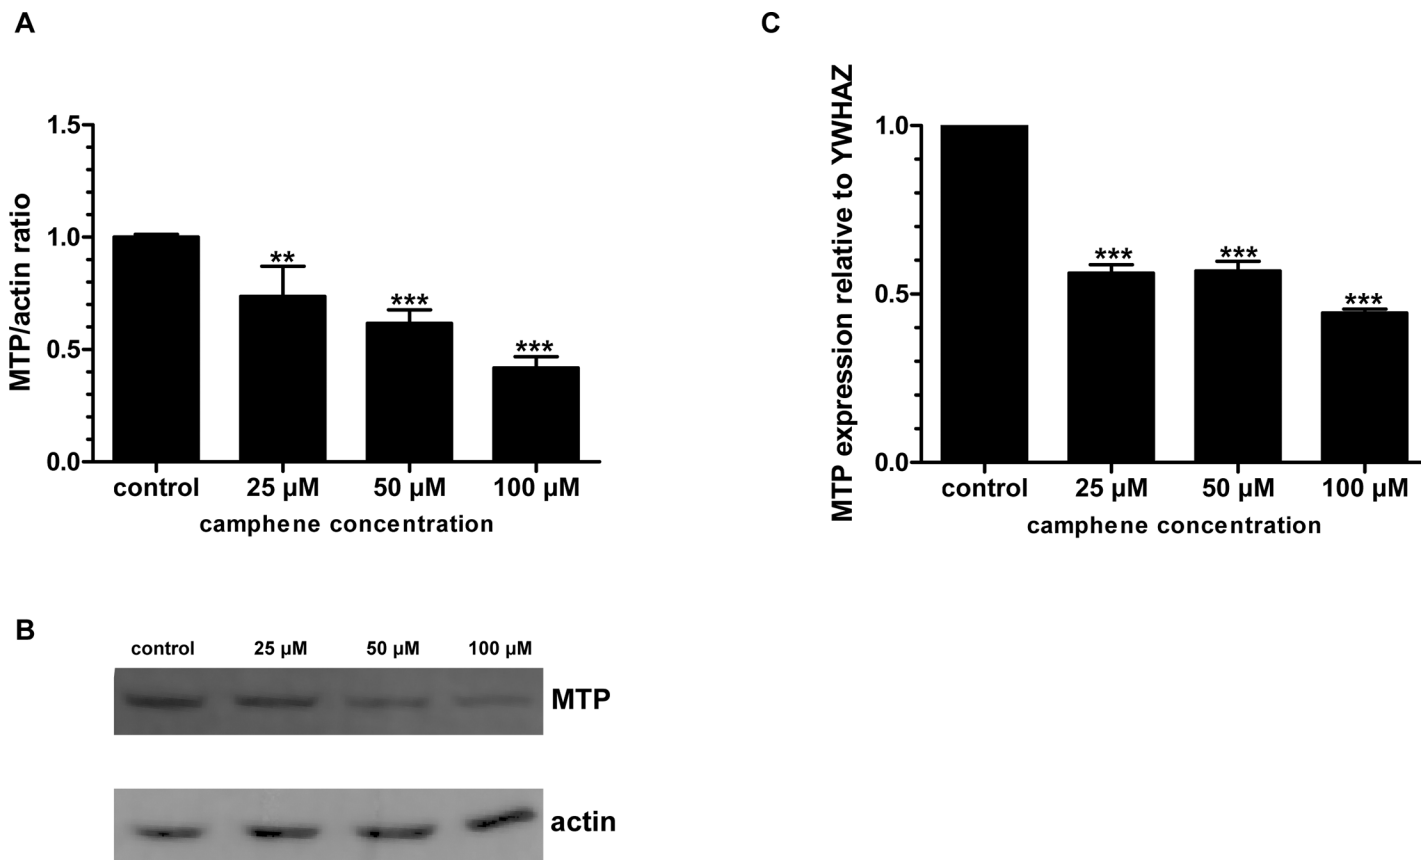 A
MTP/actin ratio
1.5
1.0
0.5
0.0
**
***
***
control 25 µM 50 µM 100 µM
camphene concentration
C
MTP expression relative to YWHAZ
1.0
0.5
0.0
***
***
***
control 25 µM 50 µM 100 µM
camphene concentration
B
control 25 µM 50 µM 100 µM
MTP
actin